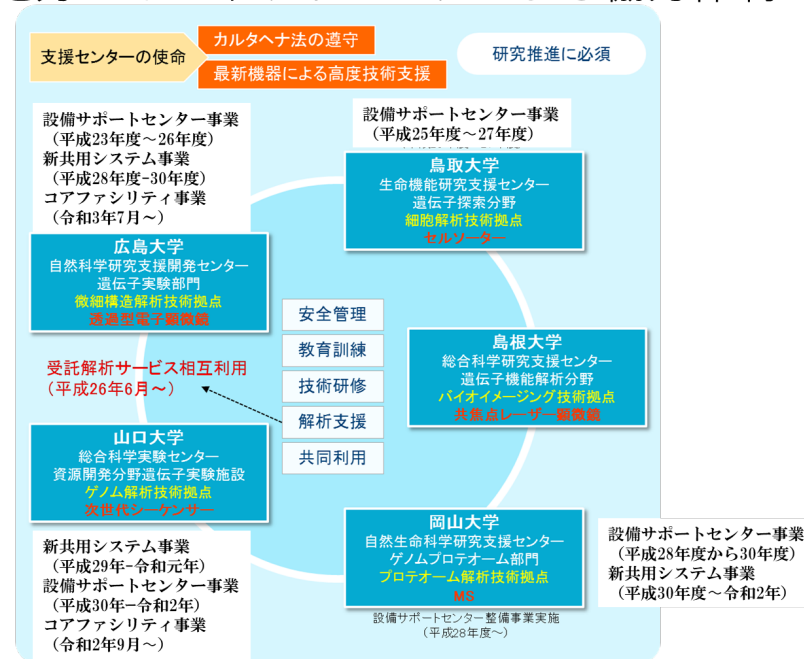 支援センターの使命
カルタヘナ法の遵守
最新機器による高度技術支援
研究推進に必須
設備サポートセンター事業
（平成23年度～26年度）
新共用システム事業
（平成28年度-30年度）
コアファシリティ事業
（令和3年7月～）
設備サポートセンター事業
（平成25年度～27年度）
鳥取大学
生命機能研究支援センター
遺伝子探索分野
細胞解析技術拠点
セルソーター
広島大学
自然科学研究支援開発センター
遺伝子実験部門
微細構造解析技術拠点
透過型電子顕微鏡
安全管理
教育訓練
技術研修
解析支援
共同利用
島根大学
総合科学研究支援センター
遺伝子機能解析分野
バイオイメージング技術拠点
共焦点レーザー顕微鏡
受託解析サービス相互利用
（平成26年6月～）
山口大学
総合科学実験センター
資源開発分野遺伝子実験施設
ゲノム解析技術拠点
次世代シーケンサー
岡山大学
自然生命科学研究支援センター
ゲノムプロテオーム部門
プロテオーム解析技術拠点
MS
設備サポートセンター整備事業実施
（平成28年度～）
設備サポートセンター事業
（平成28年度から30年度）
新共用システム事業
（平成30年度～令和2年）
新共用システム事業
（平成29年-令和元年）
設備サポートセンター事業
（平成30年－令和2年）
コアファシリティ事業
（令和2年9月～）